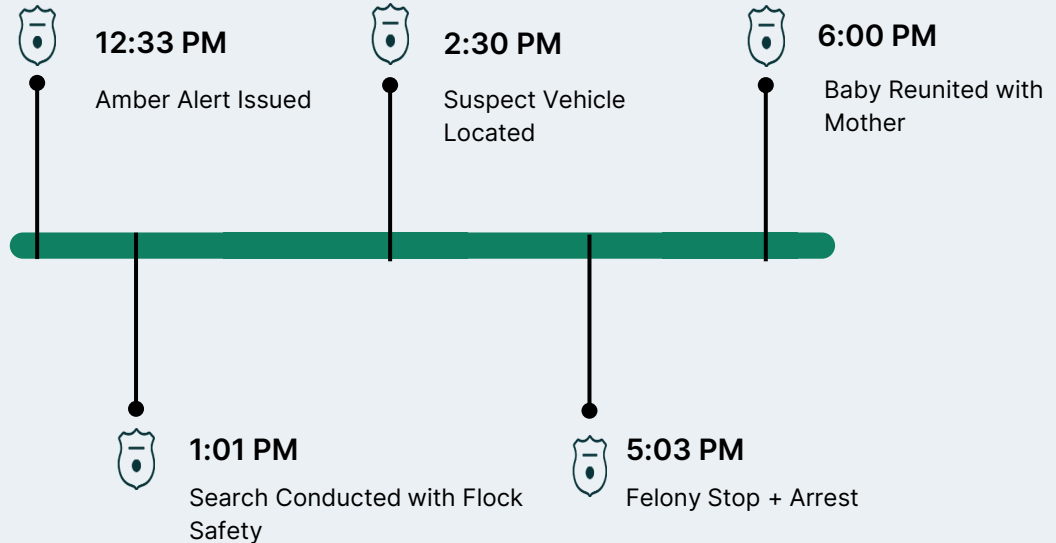 12:33 PM
Amber Alert Issued
1:01 PM
Search Conducted with Flock
Safety
2:30 PM
Suspect Vehicle
Located
5:03 PM
Felony Stop + Arrest
6:00 PM
Baby Reunited with
Mother